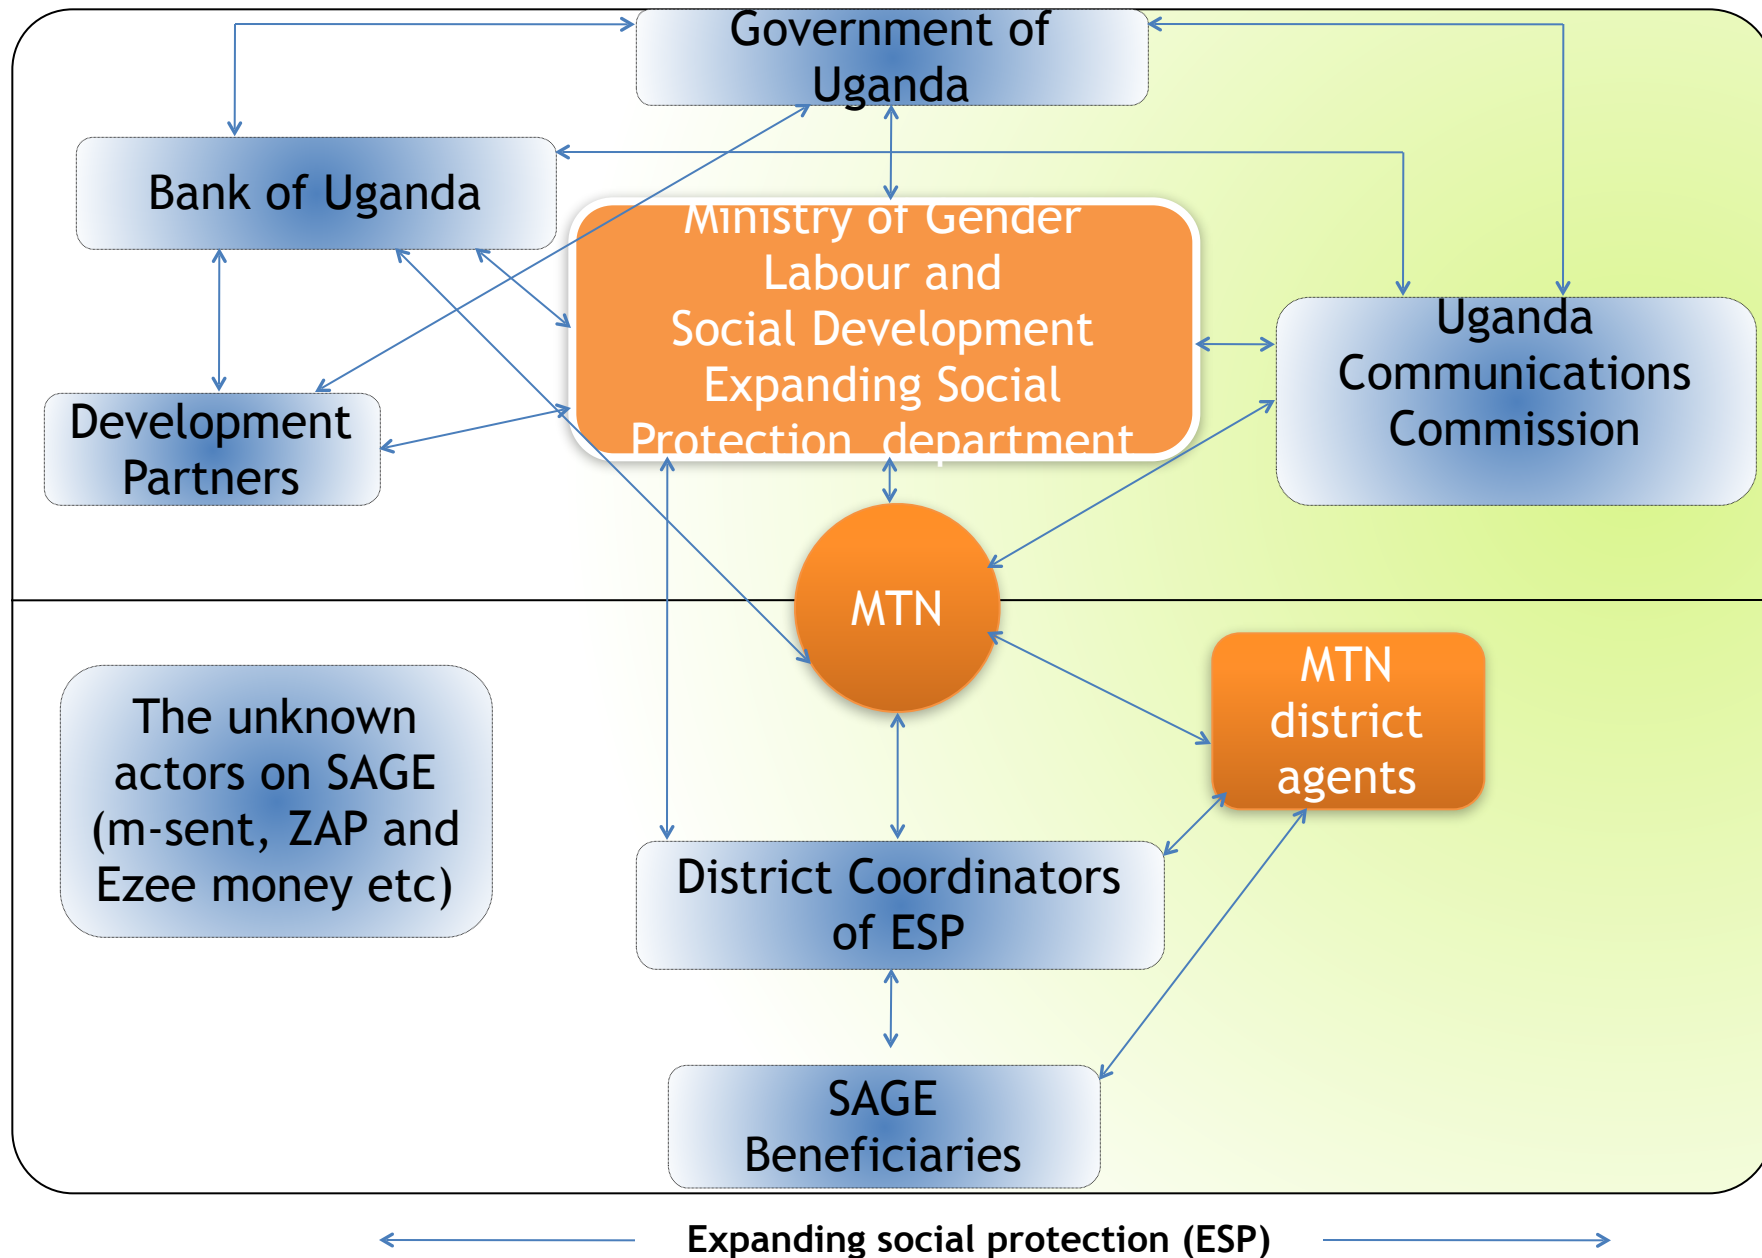 Government of
Uganda
Bank of Uganda
Ministry of Gender
Labour and
Social Development
Expanding Social
Protection department
Uganda
Communications
Commission
Development
Partners
MTN
MTN
district
agents
The unknown
actors on SAGE
(m-sent, ZAP and
Ezee money etc)
District Coordinators
of ESP
SAGE
Beneficiaries
Expanding social protection (ESP)